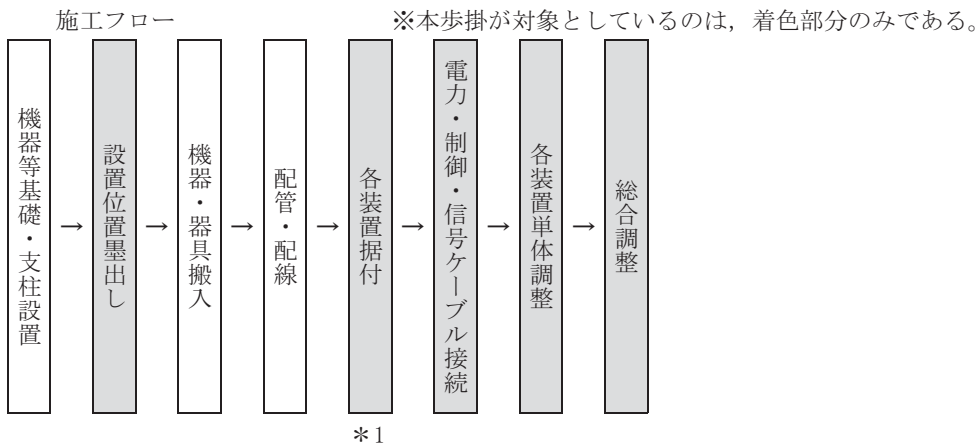 施工フロー
※本歩掛が対象としているのは，着色部分のみである。
機器等基礎・支柱設置
→
設置位置墨出し
→
機器・器具搬入
→
配管・配線
→
各装置据付
→
電力・制御・信号ケーブル接続
→
各装置単体調整
→
総合調整
＊1